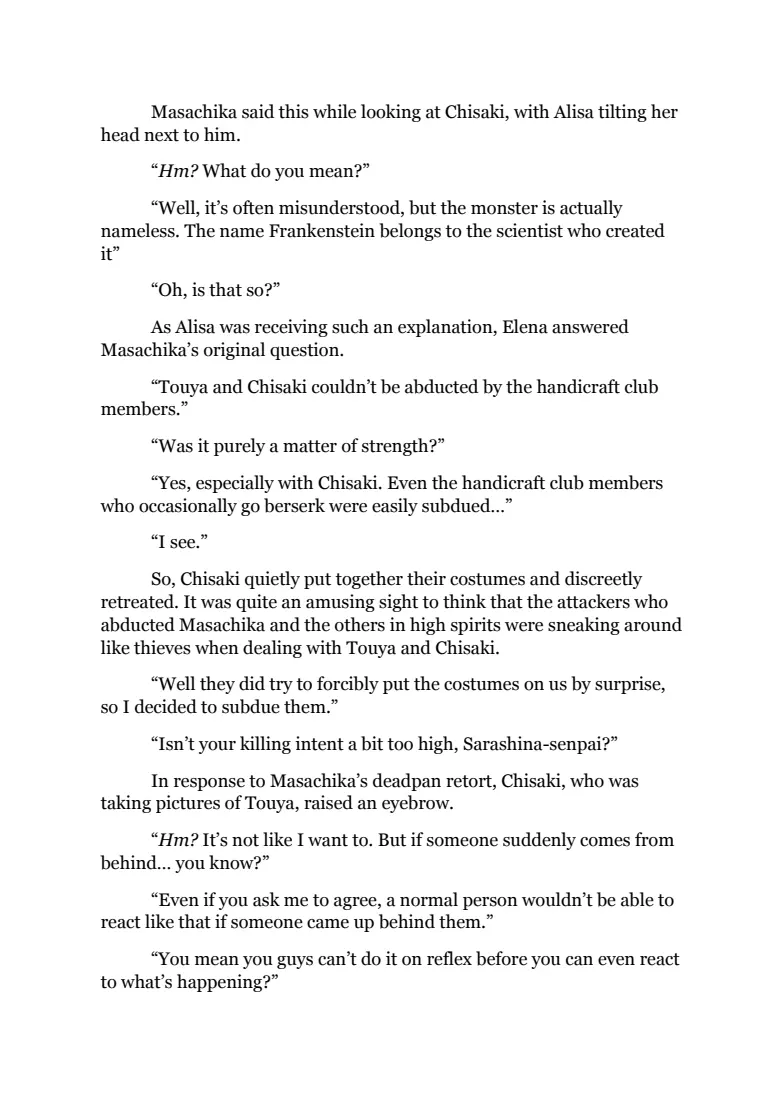 Masachika said this while looking at Chisaki, with Alisa tilting her
head next to him.
“Hm? What do you mean?”
“Well, it’s often misunderstood, but the monster is actually
nameless. The name Frankenstein belongs to the scientist who created
it”
“Oh, is that so?”
As Alisa was receiving such an explanation, Elena answered
Masachika’s original question.
“Touya and Chisaki couldn’t be abducted by the handicraft club
members.”
“Was it purely a matter of strength?”
“Yes, especially with Chisaki. Even the handicraft club members
who occasionally go berserk were easily subdued…”
“I see.”
So, Chisaki quietly put together their costumes and discreetly
retreated. It was quite an amusing sight to think that the attackers who
abducted Masachika and the others in high spirits were sneaking around
like thieves when dealing with Touya and Chisaki.
“Well they did try to forcibly put the costumes on us by surprise,
so I decided to subdue them.”
“Isn’t your killing intent a bit too high, Sarashina-senpai?”
In response to Masachika’s deadpan retort, Chisaki, who was
taking pictures of Touya, raised an eyebrow.
“Hm? It’s not like I want to. But if someone suddenly comes from
behind… you know?”
“Even if you ask me to agree, a normal person wouldn’t be able to
react like that if someone came up behind them.”
“You mean you guys can’t do it on reflex before you can even react
to what’s happening?”